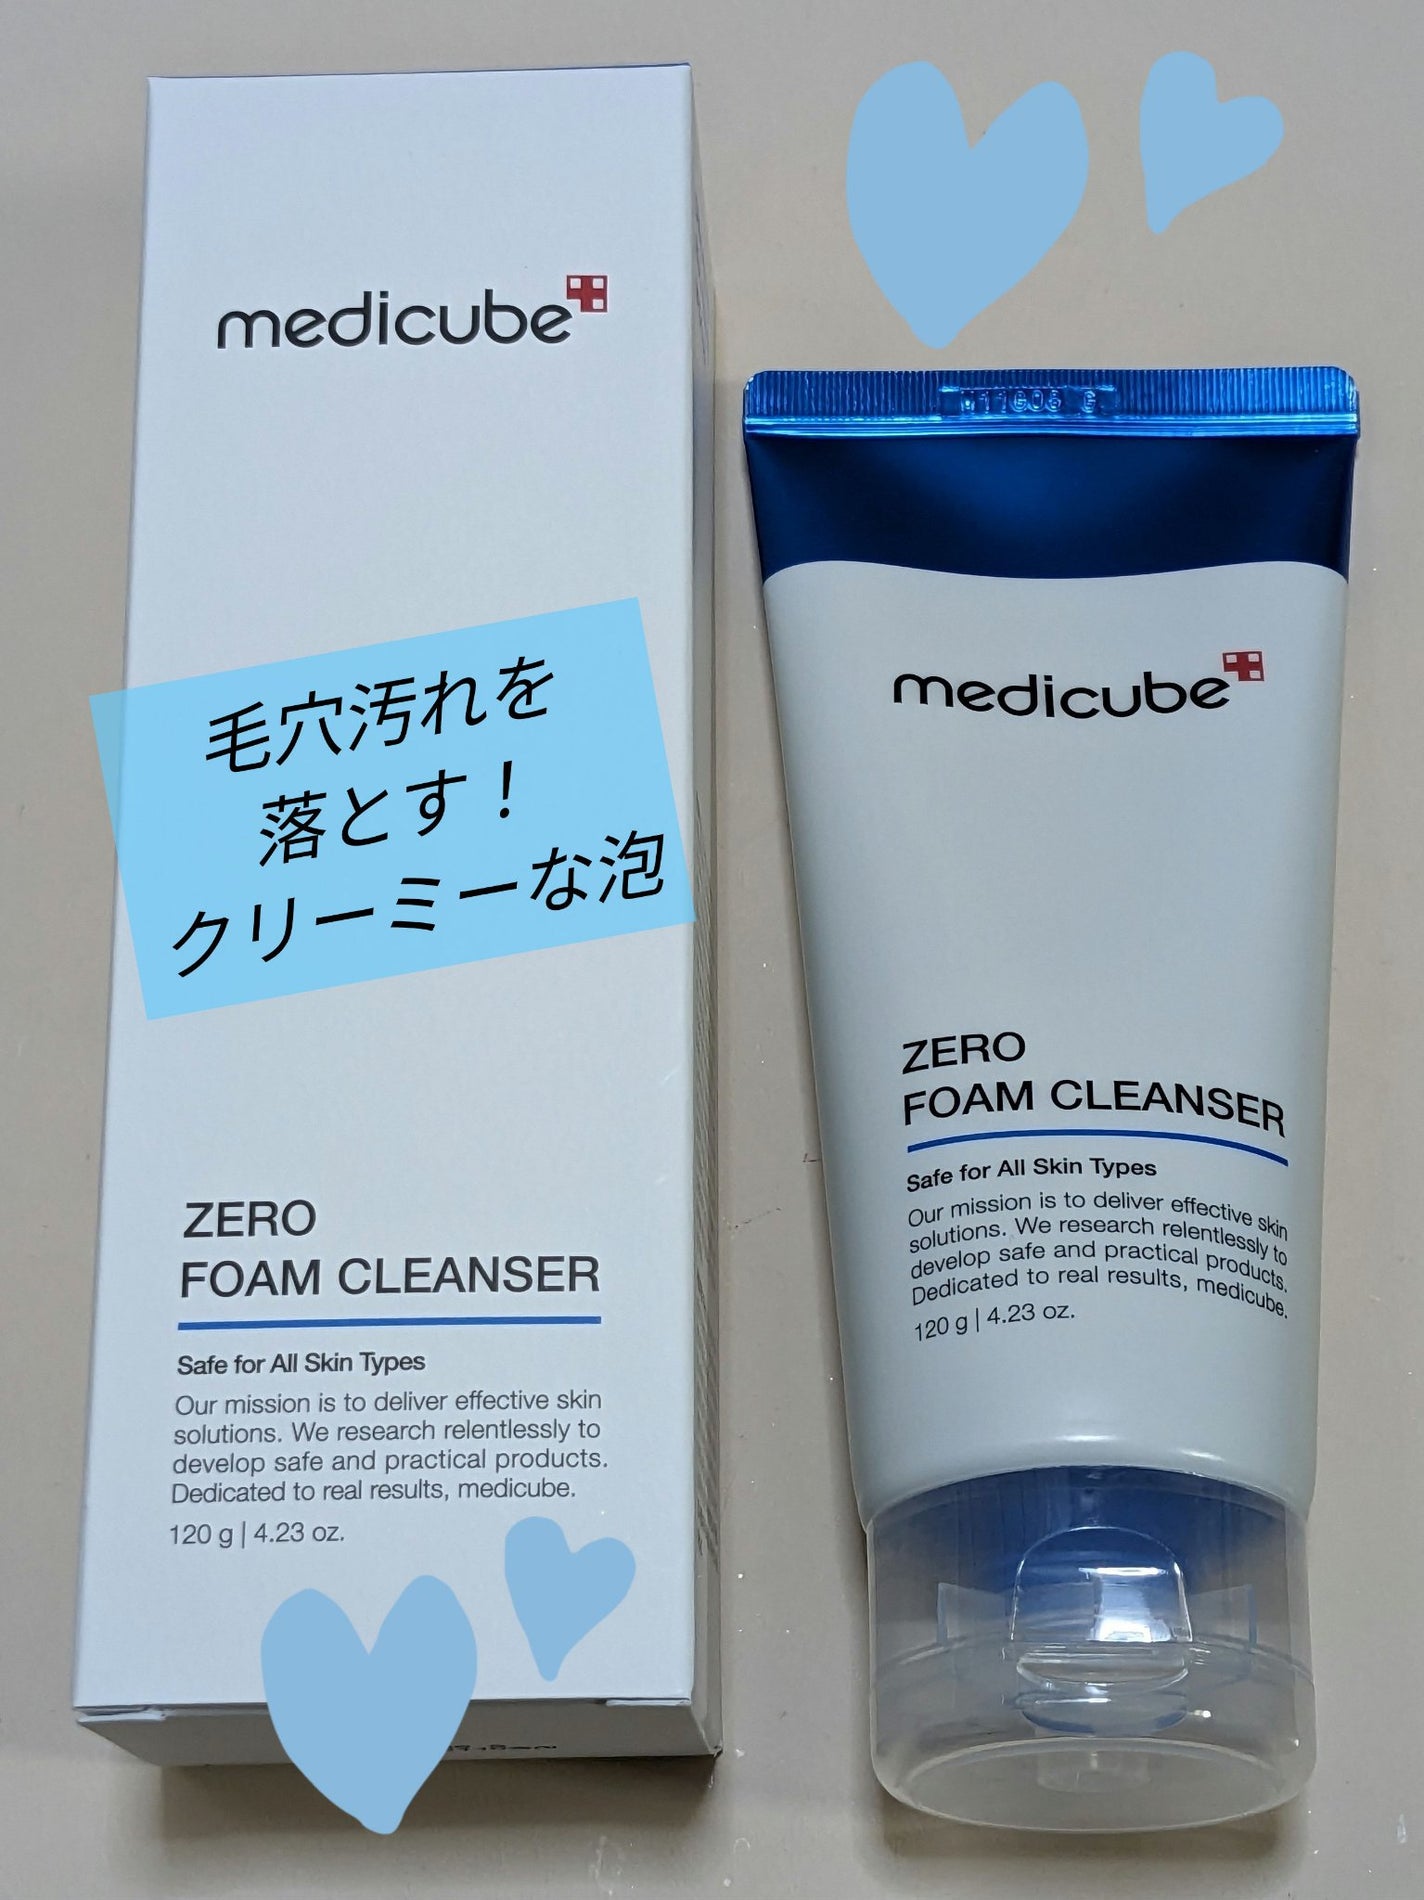 medicube
毛穴汚れを
落とす！
クリーミーな泡
ZERO
FOAM CLEANSER
Safe for All Skin Types
Our mission is to deliver effective skin
solutions. We research relentlessly to
develop safe and practical products.
Dedicated to real results, medicube.
120 g | 4.23 oz.
medicube
ZERO
FOAM CLEANSER
Safe for All Skin Types
Our mission is to deliver effective skin
solutions. We research relentlessly to
develop safe and practical products.
Dedicated to real results, medicube.
120 g | 4.23 oz.